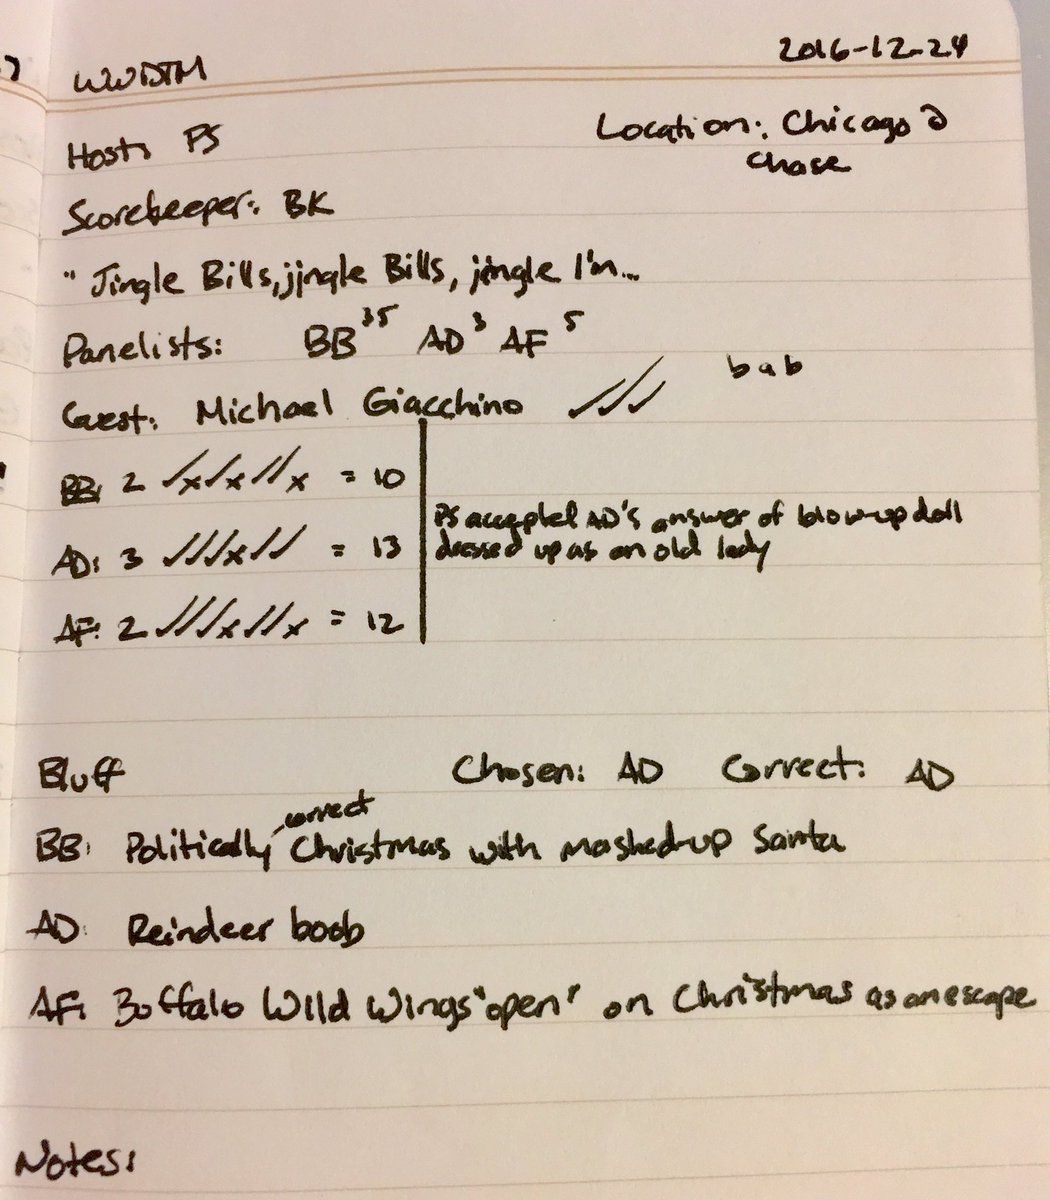 WWDTM 2016-12-24
Host: PS Location: Chicago @
Chase
Scorekeeper: BK
" Jingle Bills, jingle Bills, jingle I'm...
Panelists: BB 35 AD 3 AF 5
Guest: Michael Giacchino ✓✓✓ b a b
BB: 2 ✓x✓x✓✓x = 10
AD: 3 ✓✓✓x✓✓ = 13
AF: 2 ✓✓✓x✓✓x = 12
PS accepted AD's answer of blow-up doll
dressed up as an old lady
Bluff Chosen: AD Correct: AD
BB: Politically correct Christmas with mashed-up Santa
AD: Reindeer boob
AF: Buffalo Wild Wings "open" on Christmas as an escape
Notes: